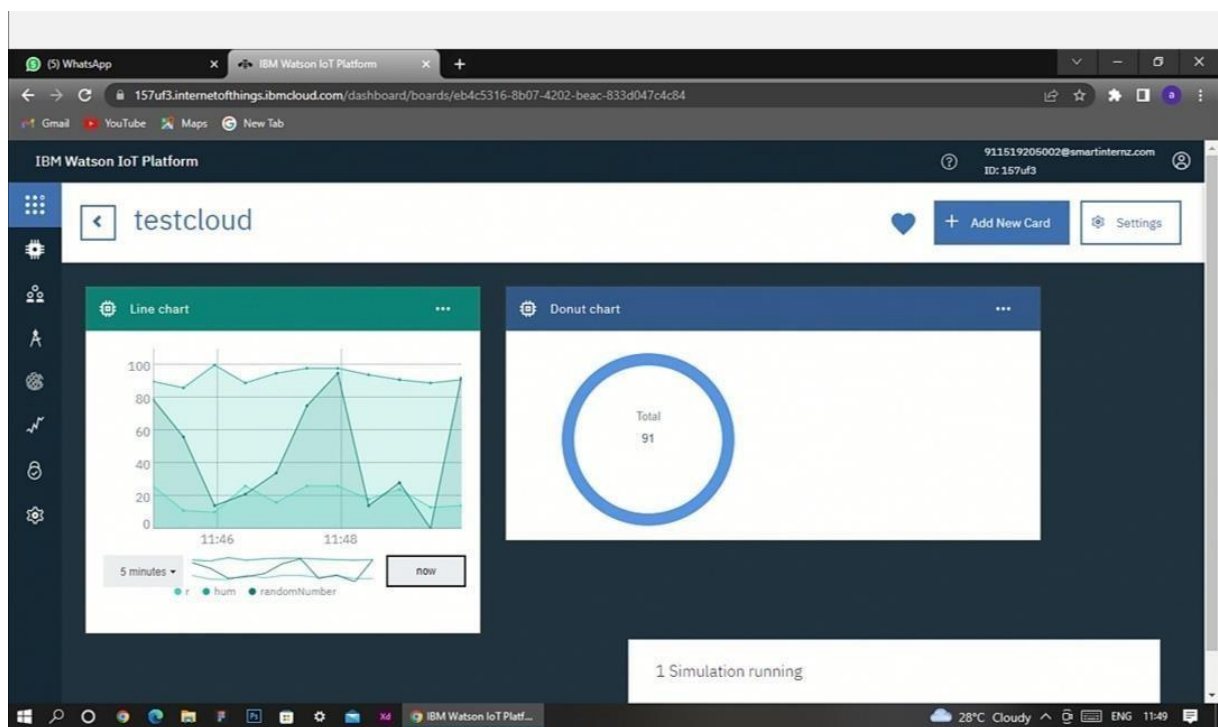 (5) WhatsApp
IBM Watson IoT Platform
157uf3.internetofthings.ibmcloud.com/dashboard/boards/eb4c5316-8b07-4202-beac-833d047c4c84
a
Gmail YouTube Maps New Tab
IBM Watson IoT Platform
911519205002@smartinternz.com
ID: 157uf3
testcloud
Add New Card
Settings
Line chart
Donut chart
100
80
60
40
20
0
11:46 11:48
5 minutes
now
r hum randomNumber
Total
91
1 Simulation running
Ps
Xd
IBM Watson IoT Platf...
28°C Cloudy
ENG 11:49